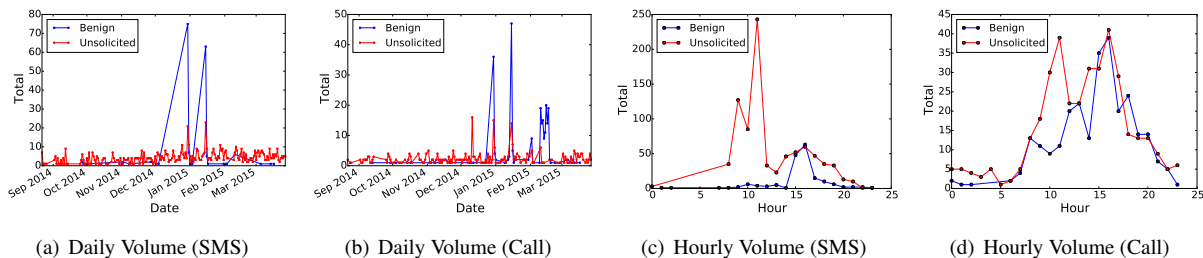 80
70
60
50
40
30
20
10
0
Total
Benign
Unsolicited
Sep 2014
Oct 2014
Nov 2014
Dec 2014
Jan 2015
Feb 2015
Mar 2015
Date
(a) Daily Volume (SMS)
50
40
30
20
10
0
Total
Benign
Unsolicited
Sep 2014
Oct 2014
Nov 2014
Dec 2014
Jan 2015
Feb 2015
Mar 2015
Date
(b) Daily Volume (Call)
250
200
150
100
50
0
Total
Benign
Unsolicited
0 5 10 15 20 25
Hour
(c) Hourly Volume (SMS)
45
40
35
30
25
20
15
10
5
0
Total
Benign
Unsolicited
0 5 10 15 20 25
Hour
(d) Hourly Volume (Call)